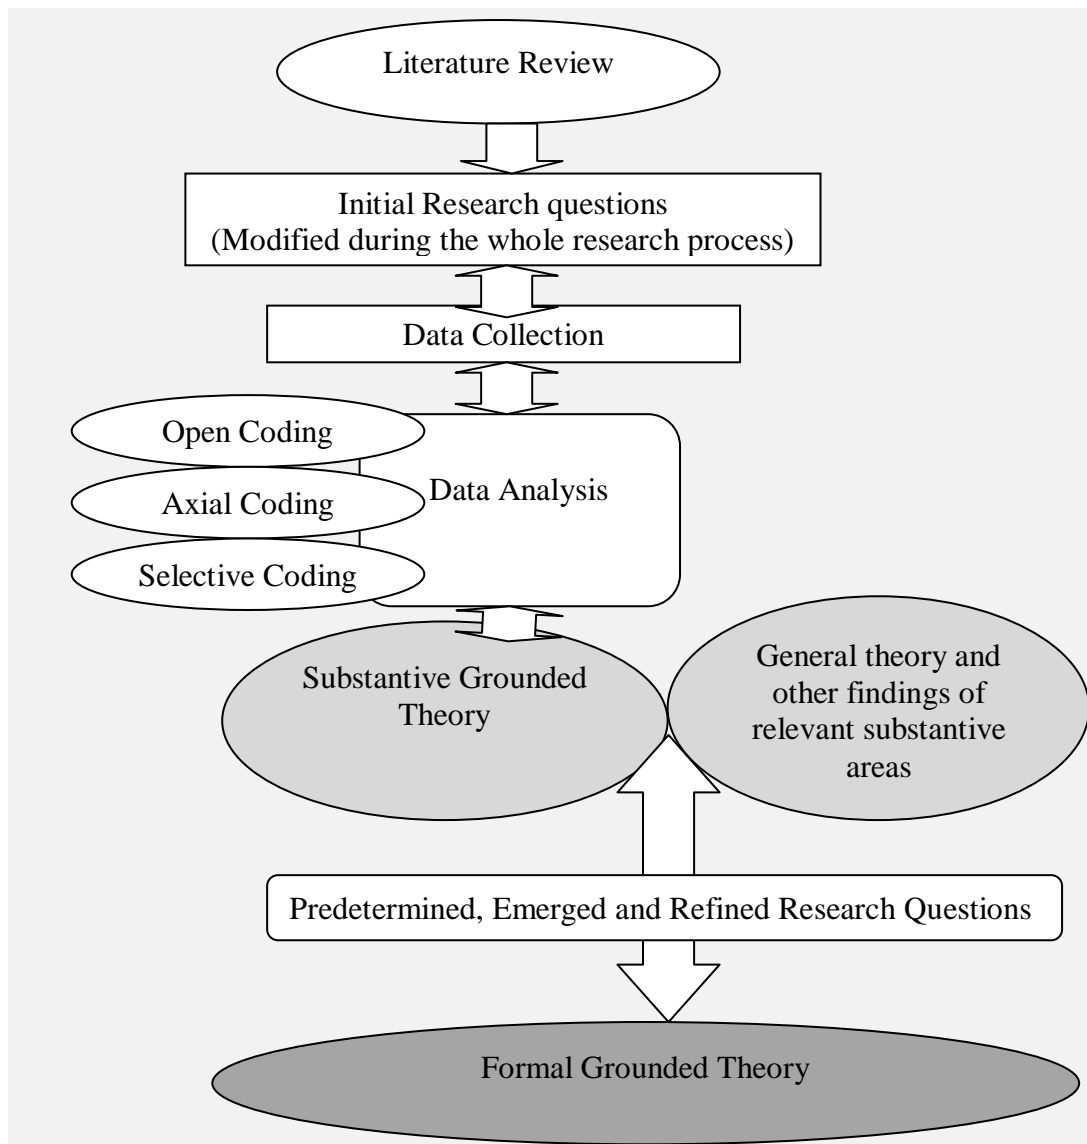 Literature Review
Initial Research questions
(Modified during the whole research process)
Data Collection
Open Coding
Axial Coding
Selective Coding
Data Analysis
Substantive Grounded
Theory
General theory and
other findings of
relevant substantive
areas
Predetermined, Emerged and Refined Research Questions
Formal Grounded Theory